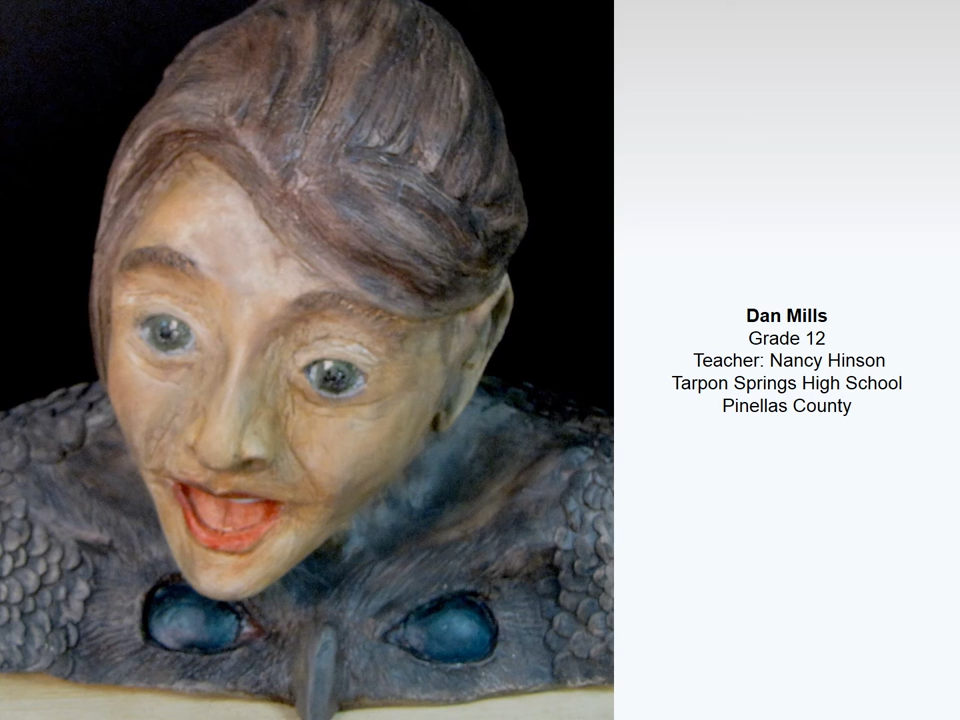 Dan Mills
Grade 12
Teacher: Nancy Hinson
Tarpon Springs High School
Pinellas County